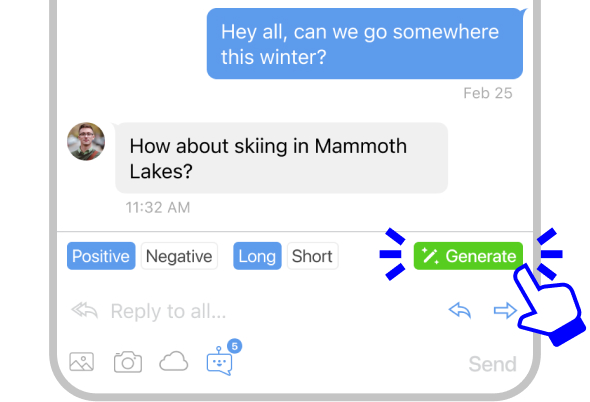 Hey all, can we go somewhere
this winter?
Feb 25
How about skiing in Mammoth
Lakes?
11:32 AM
Positive Negative Long Short Generate
Reply to all...
5
Send